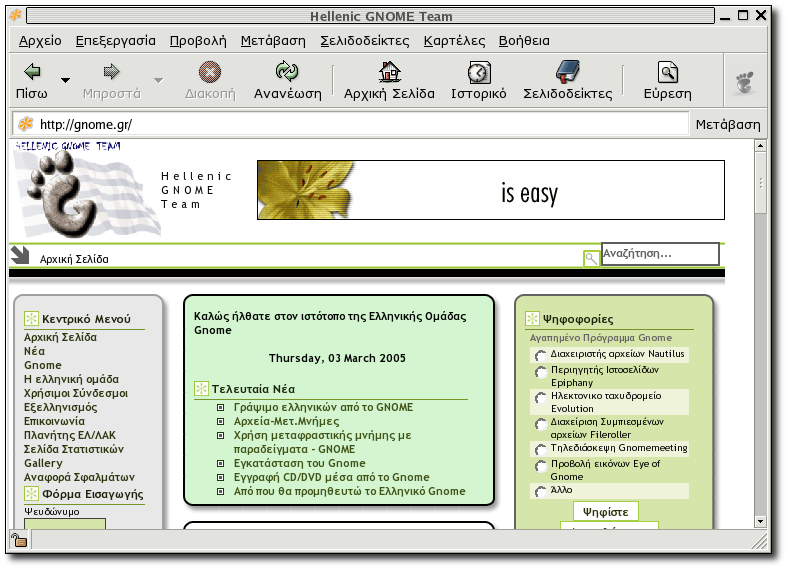 Hellenic GNOME Team
Αρχείο Επεξεργασία Προβολή Μετάβαση Σελιδοδείκτες Καρτέλες Βοήθεια
Πίσω Μπροστά Διακοπή Ανανέωση Αρχική Σελίδα Ιστορικό Σελιδοδείκτες Εύρεση
http://gnome.gr/ Μετάβαση
HELLENIC GNOME TEAM
Hellenic
GNOME
Team
is easy
Αρχική Σελίδα
Αναζήτηση...
Κεντρικό Μενού
Αρχική Σελίδα
Νέα
Gnome
Η ελληνική ομάδα
Χρήσιμοι Σύνδεσμοι
Εξελληνισμός
Επικοινωνία
Πλανήτης ΕΛ/ΛΑΚ
Σελίδα Στατιστικών
Gallery
Αναφορά Σφαλμάτων
Φόρμα Εισαγωγής
Ψευδώνυμο
Καλώς ήλθατε στον ιστότοπο της Ελληνικής Ομάδας
Gnome
Thursday, 03 March 2005
Τελευταία Νέα
Γράψιμο ελληνικών από το GNOME
Αρχεία-Μετ.Μνήμες
Χρήση μεταφραστικής μνήμης με
παραδείγματα - GNOME
Εγκατάσταση του Gnome
Εγγραφή CD/DVD μέσα από το Gnome
Από που θα προμηθευτώ το Ελληνικό Gnome
Ψηφοφορίες
Αγαπημένο Πρόγραμμα Gnome
Διαχειριστής αρχείων Nautilus
Περιηγητής Ιστοσελίδων
Epiphany
Ηλεκτονικο ταχυδρομείο
Evolution
Διαχείριση Συμπιεσμένων
αρχείων Fileroller
Τηλεδιάσκεψη Gnomemeeting
Προβολή εικόνων Eye of
Gnome
Άλλο
Ψηφίστε